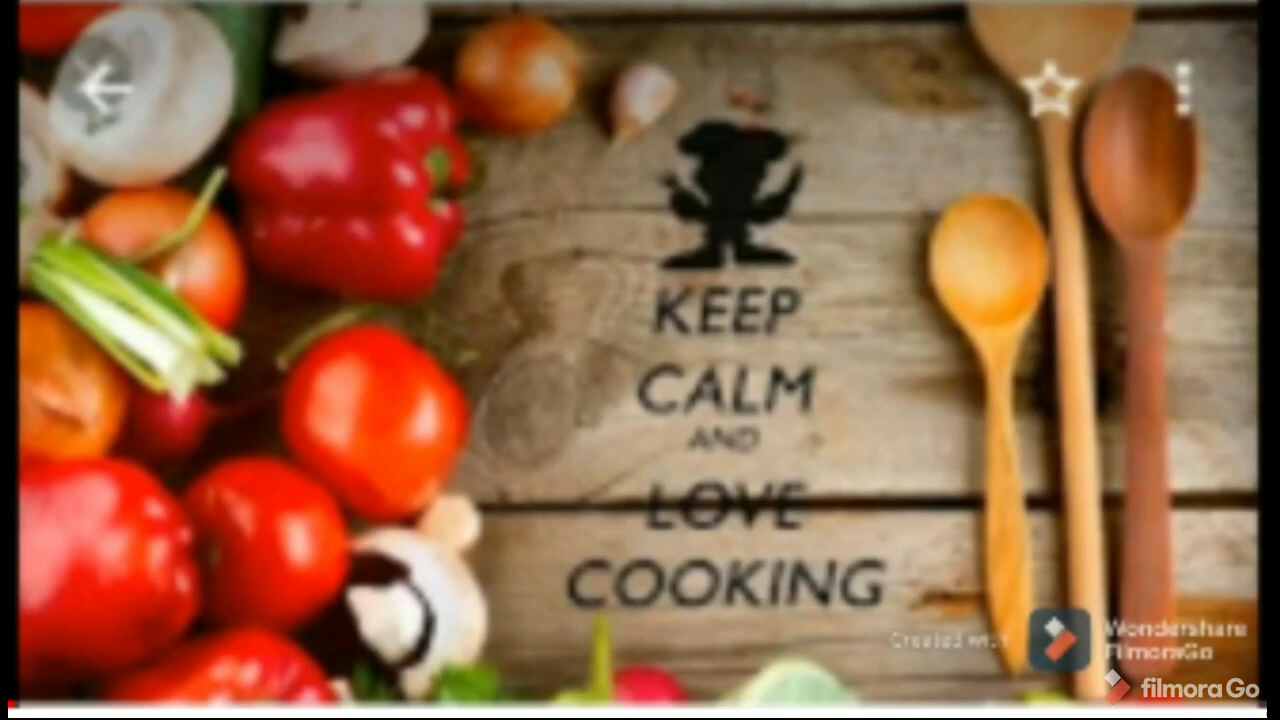 KEEP
CALM
AND
LOVE
COOKING
Created with
Wondershare
FilmoraGo
filmora Go